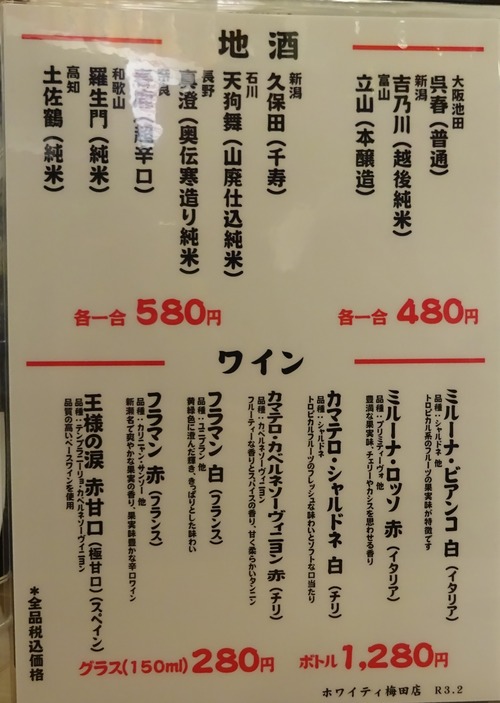 地酒
大阪池田
呉春(普通)
新潟
吉乃川(越後純米)
富山
立山(本醸造)
各一合 480円
新潟
久保田(千寿)
石川
天狗舞(山廃仕込純米)
長野
真澄(奥伝寒造り純米)
奈良
(超辛口)
和歌山
羅生門(純米)
高知
土佐鶴(純米)
各一合 580円
ワイン
ミルーナ・ビアンコ 白(イタリア)
品種:シャルドネ 他
トロピカル系のフルーツの果実味が特徴です
ミルーナ・ロッソ 赤(イタリア)
品種:プリミティーヴォ 他
豊満な果実味、チェリーやカシスを思わせる香り
カマテロ・シャルドネ 白(チリ)
品種:シャルドネ
トロピカルフルーツのフレッシュな味わいとソフトな口当たり
カマテロ・カベルネソーヴィニヨン 赤(チリ)
品種:カベルネソーヴィニヨン
フルーティーな香りとスパイスの香り、甘く柔らかいタンニン
フラマン 白(フランス)
品種:ユニブラン 他
黄緑色に澄んだ輝き、きっぱりとした味わい
フラマン 赤(フランス)
品種:カリニャン・サンソー 他
新潟名で爽やかな果実の香り、果実味豊かな辛口ワイン
王様の涙 赤甘口(極甘口)(スペイン)
品種:テンプラニーリョ・カベルネソーヴィニヨン
品質の高いベースワインを使用
グラス(150ml)280円
ボトル1,280円
*全品税込価格
ホワイティ梅田店 R3.2